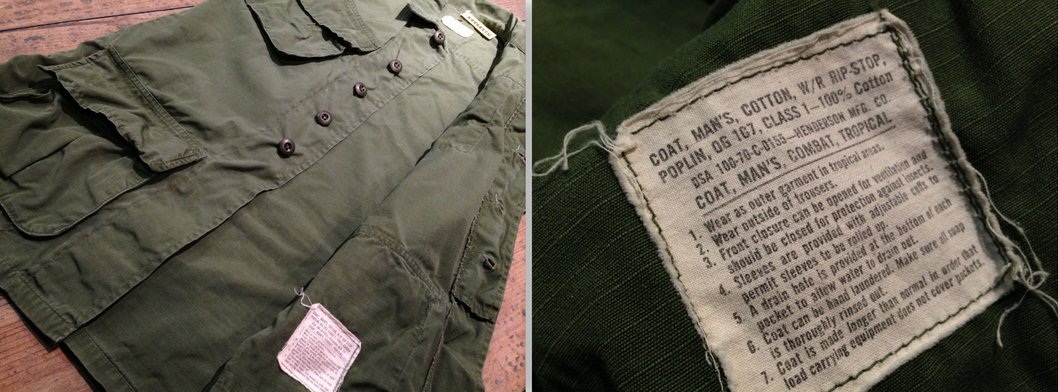 COAT, MAN'S, COTTON, W/R RIP-STOP,
POPLIN, OG 107, CLASS 1—100% Cotton
DSA 100-70-C-0155—HENDERSON MFG. CO.
COAT, MAN'S, COMBAT, TROPICAL
1. Wear as outer garment in tropical areas.
Wear outside of trousers.
2. Front closure can be opened for ventilation and
3. should be closed for protection against insects.
4. Sleeves are provided with adjustable cuffs to
permit sleeves to be rolled up.
5. A drain hole is provided at the bottom of each
pocket to allow water to drain out.
6. Coat can be hand laundered. Make sure all soap
is thoroughly rinsed out.
7. Coat is made longer than normal in order that
load carrying equipment does not cover pockets